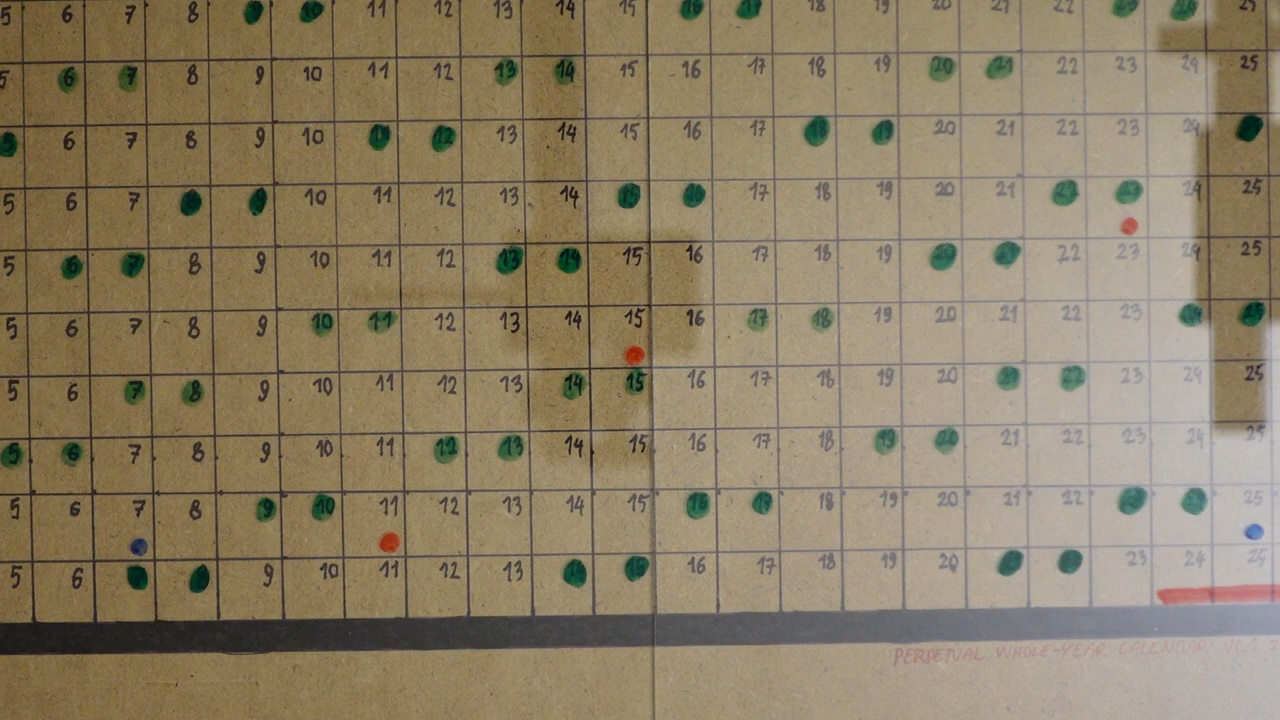 5 6 7 8 9 10 11 12 13 14 15 16 17 18 19 20 21 22 23 24 25
5 6 7 8 9 10 11 12 13 14 15 16 17 18 19 20 21 22 23 24 25
5 6 7 8 9 10 11 12 13 14 15 16 17 18 19 20 21 22 23 24
5 6 7 8 9 10 11 12 13 14 15 16 17 18 19 20 21 22 23 24 25
5 6 7 8 9 10 11 12 13 14 15 16 17 18 19 20 21 22 23 24 25
5 6 7 8 9 10 11 12 13 14 15 16 17 18 19 20 21 22 23 24 25
5 6 7 8 9 10 11 12 13 14 15 16 17 18 19 20 21 22 23 24 25
5 6 7 8 9 10 11 12 13 14 15 16 17 18 19 20 21 22 23 24 25
5 6 7 8 9 10 11 12 13 14 15 16 17 18 19 20 21 22 23 24 25
5 6 9 10 11 12 13 14 15 16 17 18 19 20 23 24 25
PERPETUAL WHOLE-YEAR CALENDAR